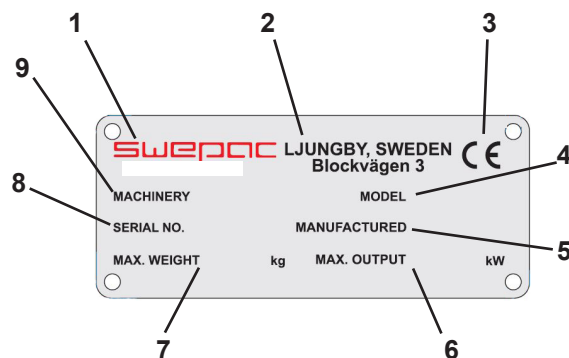 1 2 3
9
swepac LJUNGBY, SWEDEN
Blockvägen 3
CE
4
MACHINERY MODEL
8
SERIAL NO. MANUFACTURED
5
MAX. WEIGHT kg MAX. OUTPUT kW
7 6